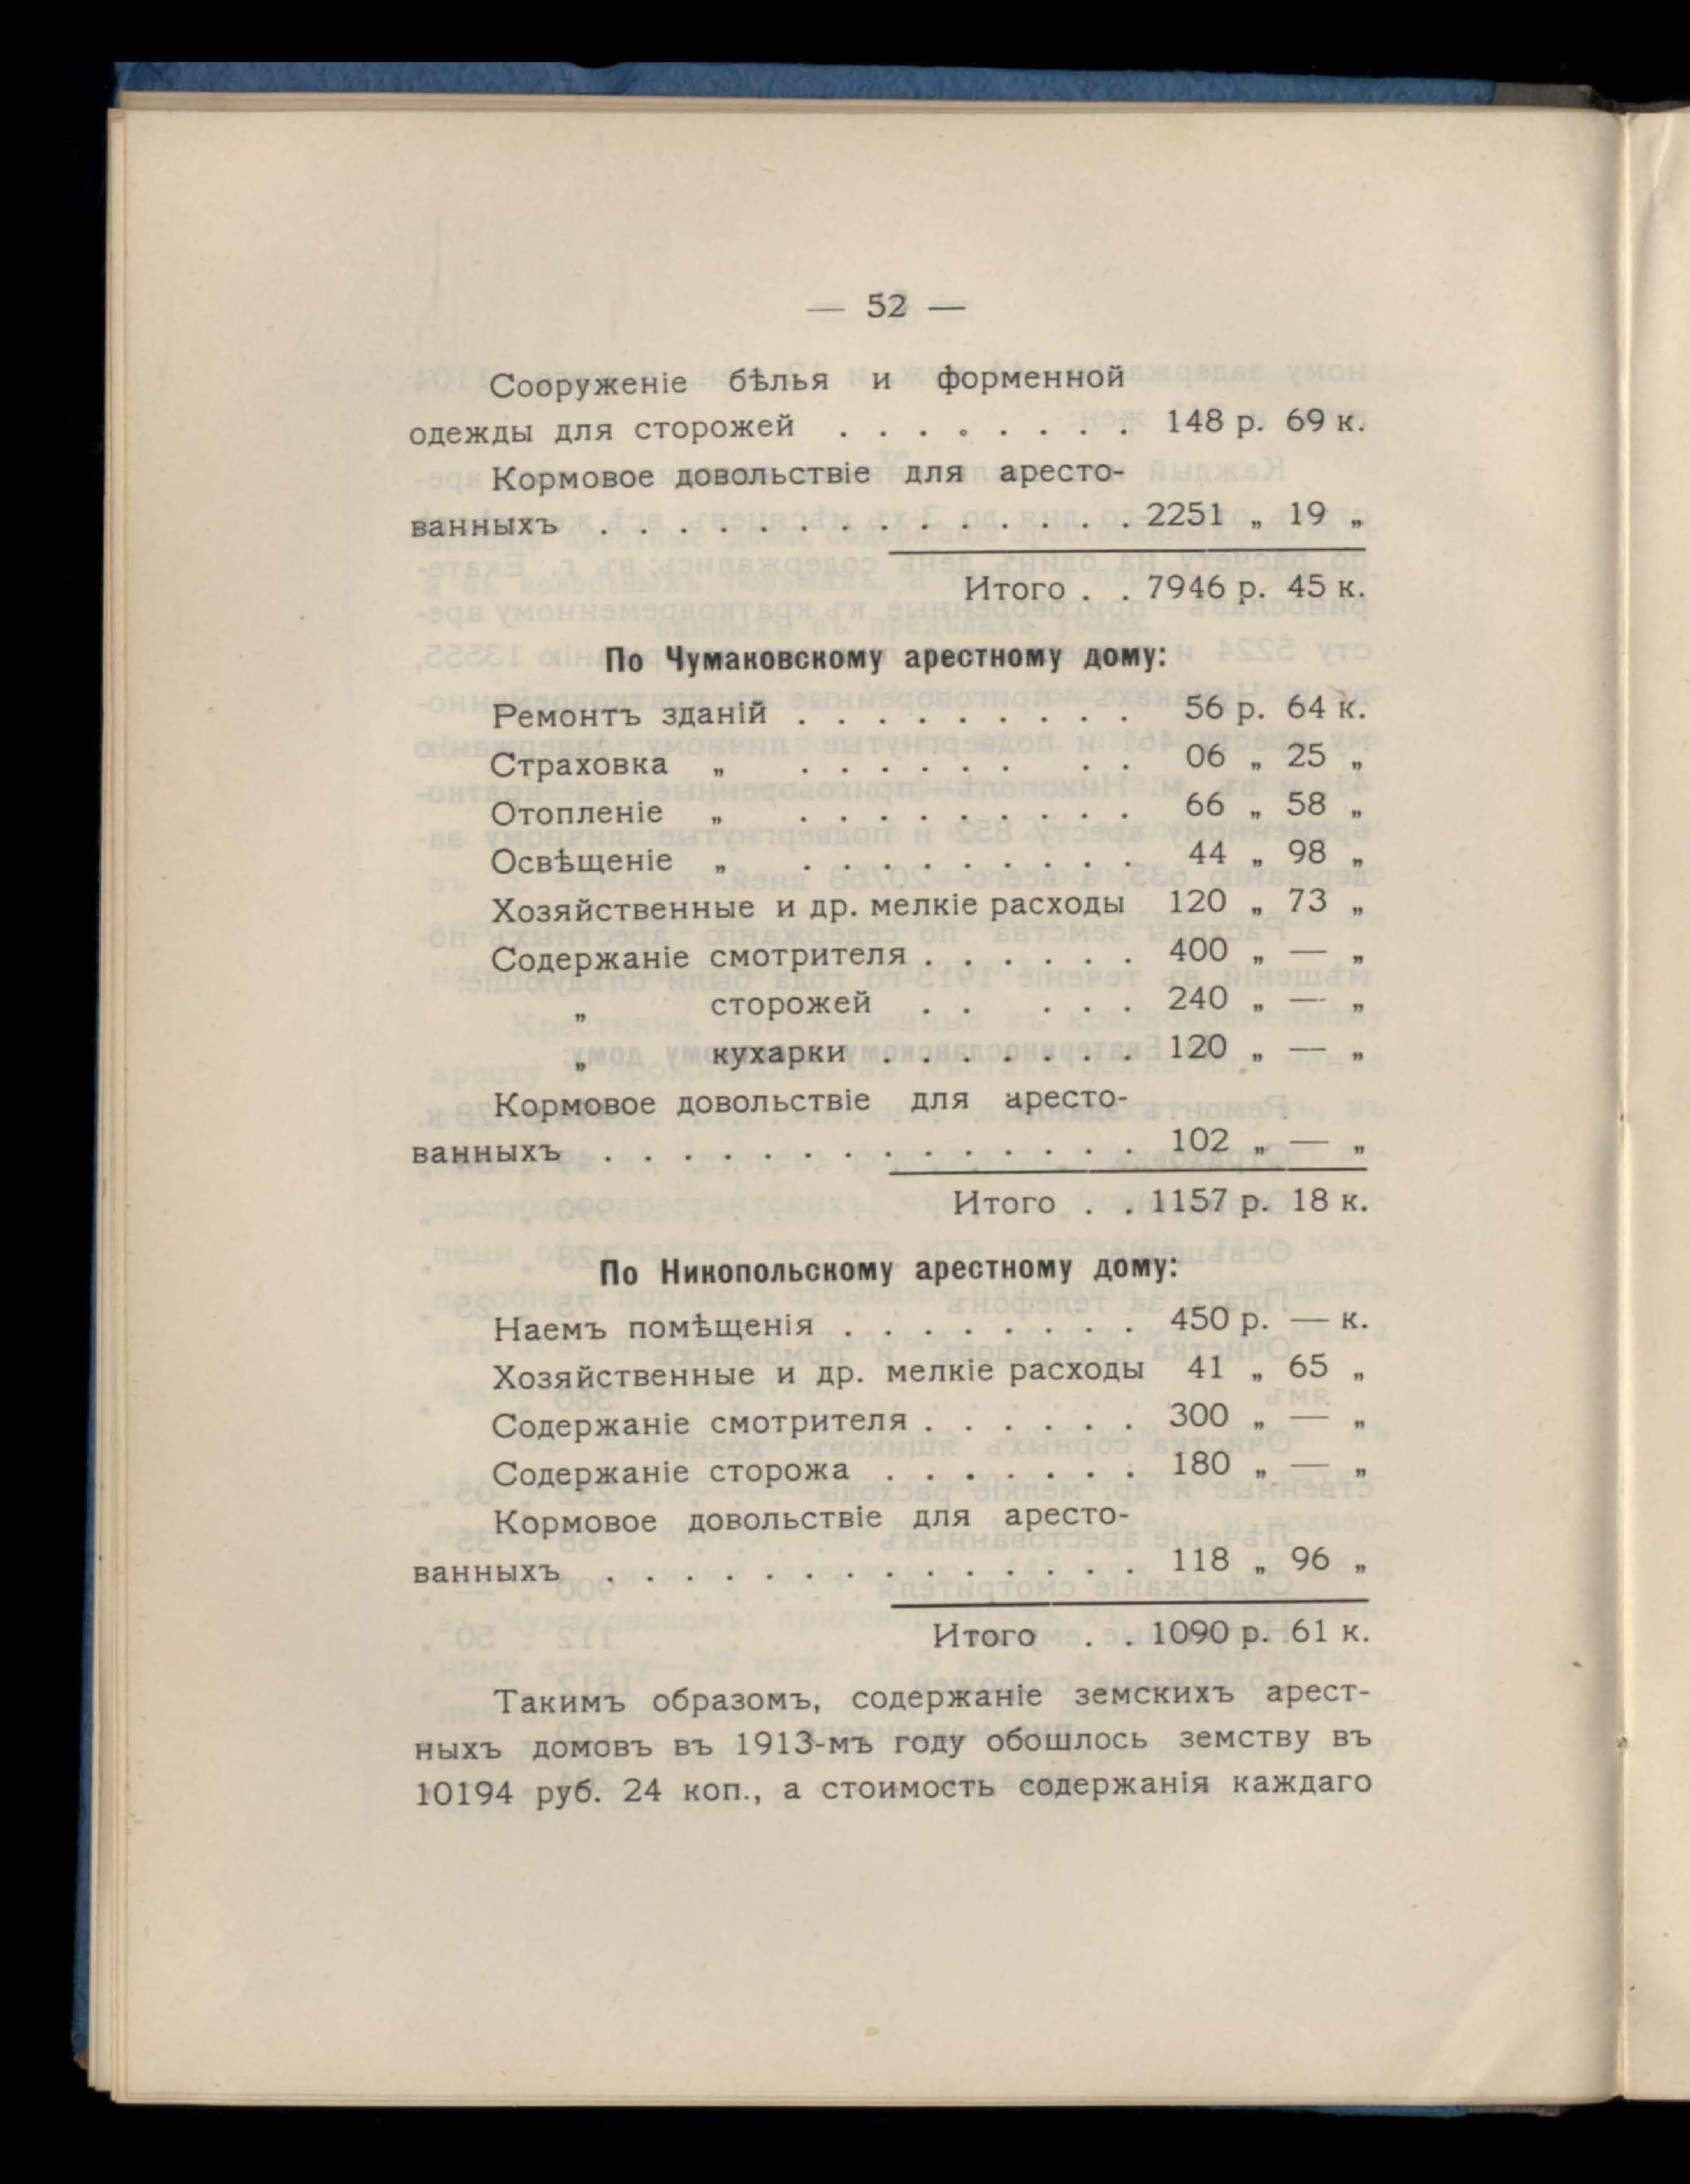 — 52 —
Сооруженіе бѣлья и форменной
одежды для сторожей . . . . . . . . 148 р. 69 к.
Кормовое довольствіе для аресто-
ванныхъ . . . . . . . . . . . . . . 2251 „ 19 „
Итого . . 7946 р. 45 к.
По Чумаковскому арестному дому:
Ремонтъ зданій . . . . . . . . . 56 р. 64 к.
Страховка „ . . . . . . . . 06 „ 25 „
Отопленіе „ . . . . . . . . . 66 „ 58 „
Освѣщеніе „ . . . . . . . . . 44 „ 98 „
Хозяйственные и др. мелкіе расходы 120 „ 73 „
Содержаніе смотрителя . . . . . . 400 „ — „
„ сторожей . . . . . 240 „ — „
„ кухарки . . . . . . . 120 „ — „
Кормовое довольствіе для аресто-
ванныхъ . . . . . . . . . . . . . . 102 „ — „
Итого . . 1157 р. 18 к.
По Никопольскому арестному дому:
Наемъ помѣщенія . . . . . . . . 450 р. — к.
Хозяйственные и др. мелкіе расходы 41 „ 65 „
Содержаніе смотрителя . . . . . . 300 „ — „
Содержаніе сторожа . . . . . . . 180 „ — „
Кормовое довольствіе для аресто-
ванныхъ . . . . . . . . . . . . . . 118 „ 96 „
Итого . . 1090 р. 61 к.
Такимъ образомъ, содержаніе земскихъ арест-
ныхъ домовъ въ 1913-мъ году обошлось земству въ
10194 руб. 24 коп., а стоимость содержанія каждаго